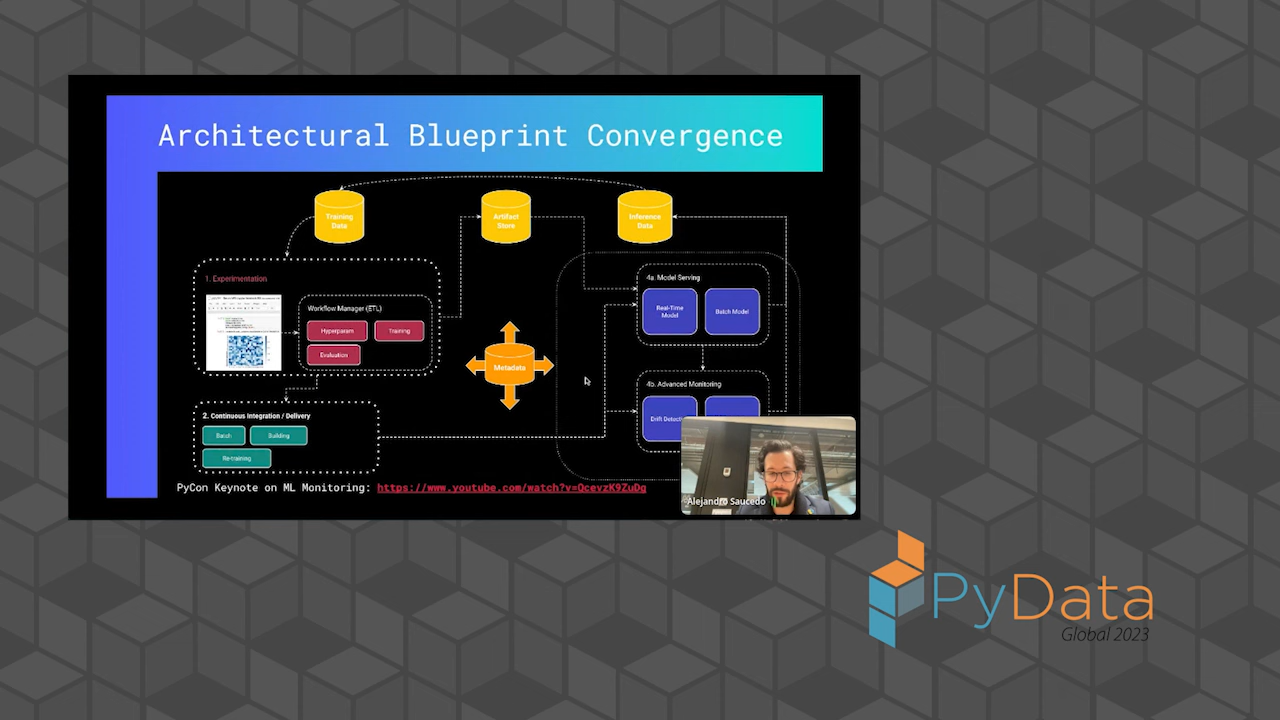 Architectural Blueprint Convergence
Training
Data
Artifact
Store
Inference
Data
1. Experimentation
Workflow Manager (ETL)
Hyperparam
Training
Evaluation
Metadata
4a. Model Serving
Real-Time
Model
Batch Model
4b. Advanced Monitoring
2. Continuous Integration / Delivery
Batch
Building
Re-training
PyCon Keynote on ML Monitoring: https://www.youtube.com/watch?v=QcevzK9ZuDg
Alejandro Saucedo
PyData
Global 2023